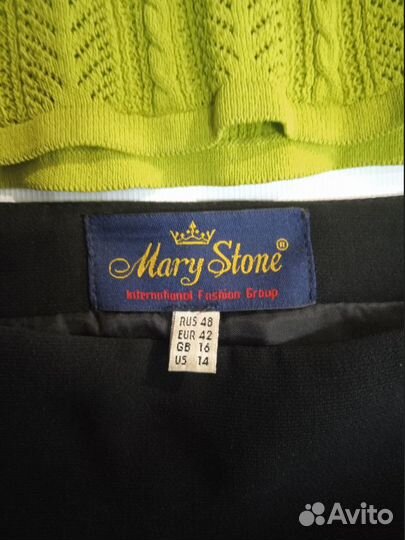 Mary Stone®
International Fashion Group
RUS 48
EUR 42
GB 16
US 14
Avito